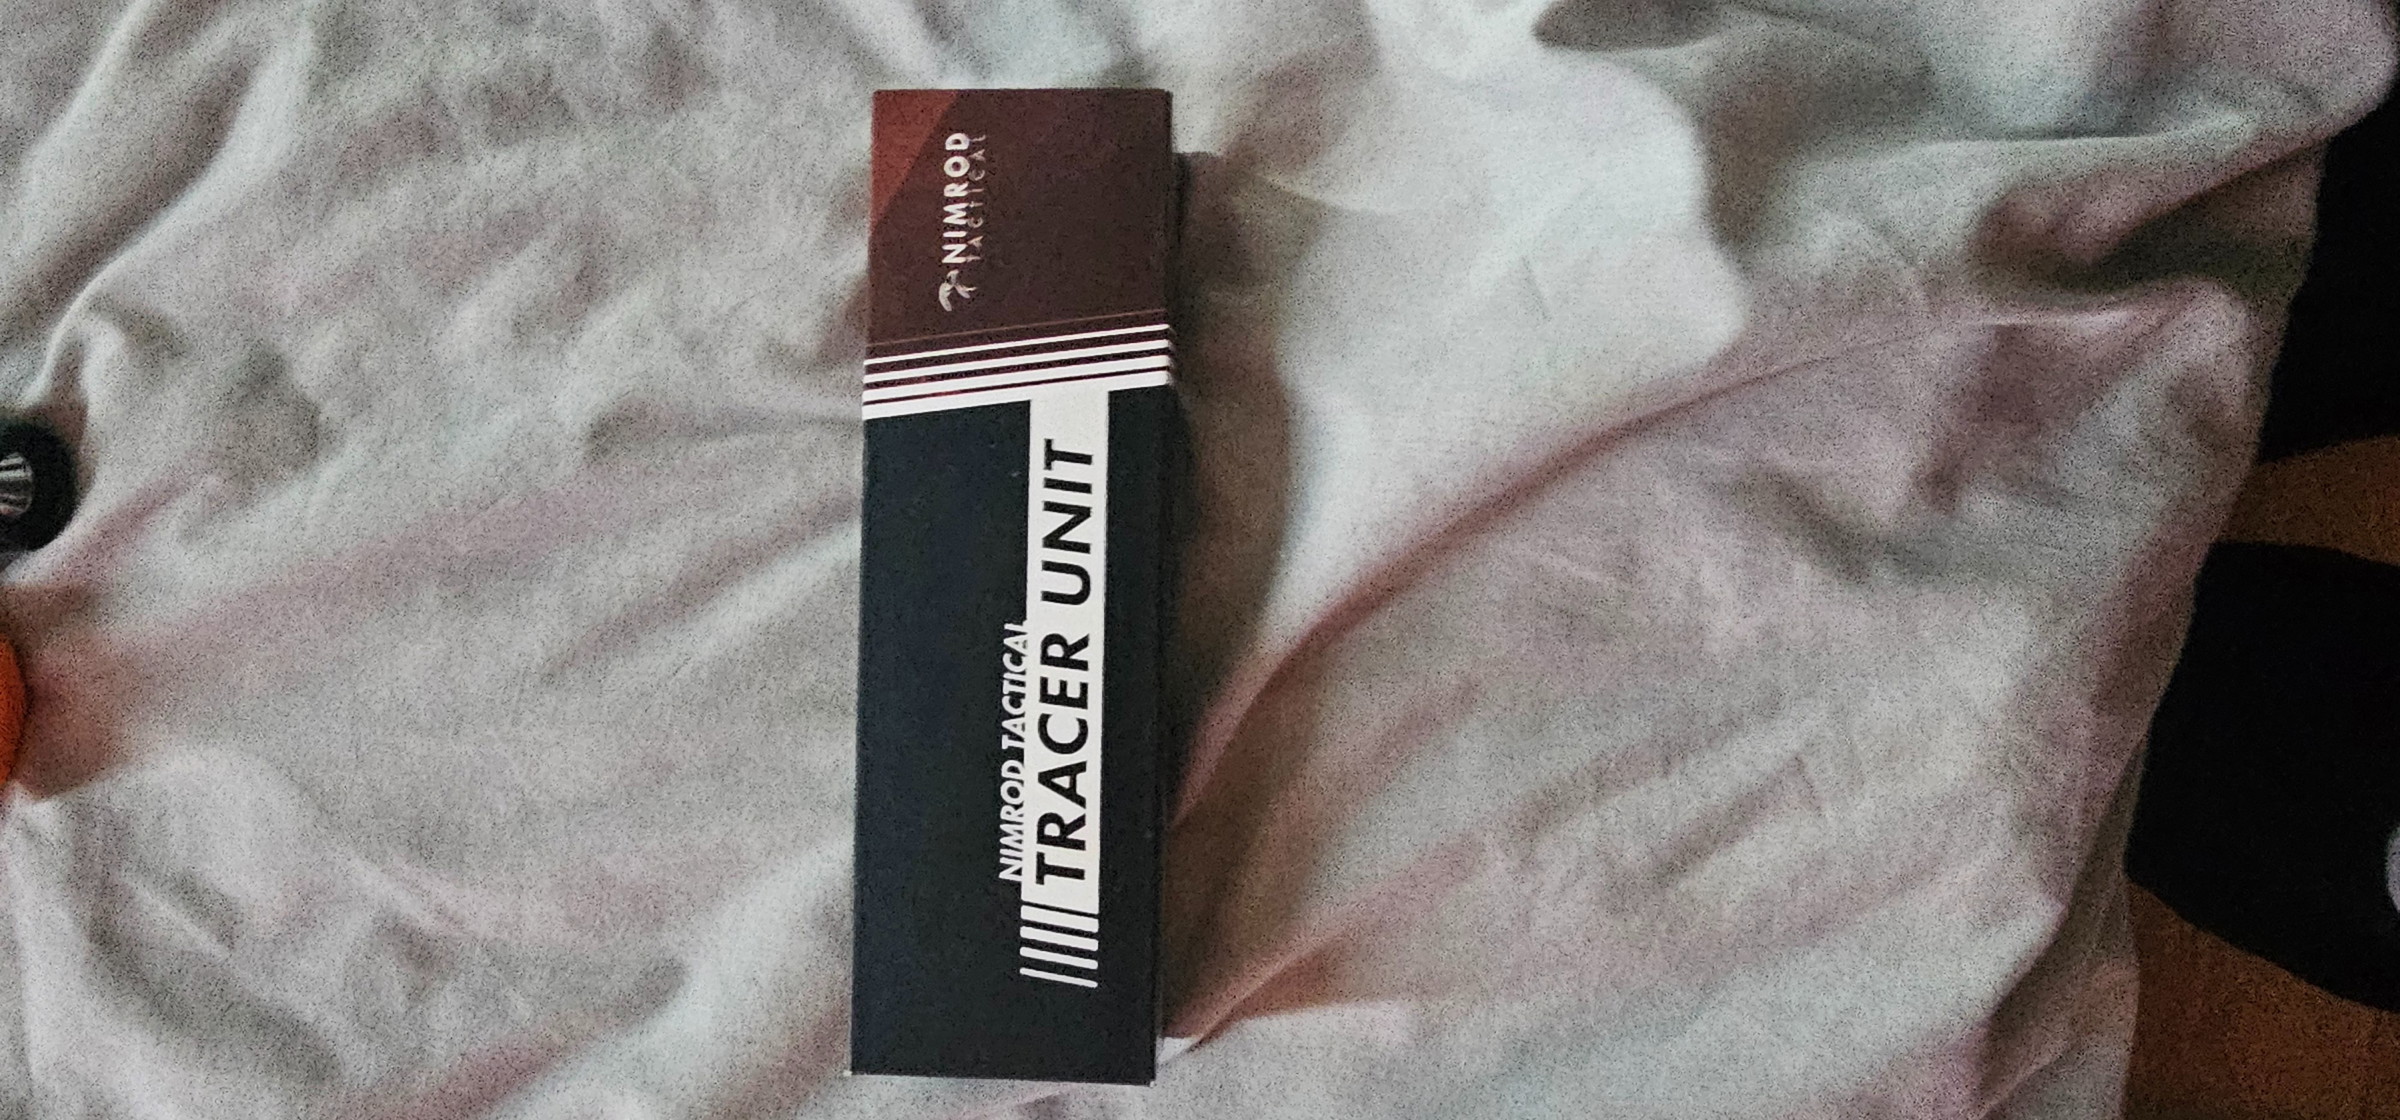 NIMROD
TACTICAL
NIMROD TACTICAL
TRACER UNIT